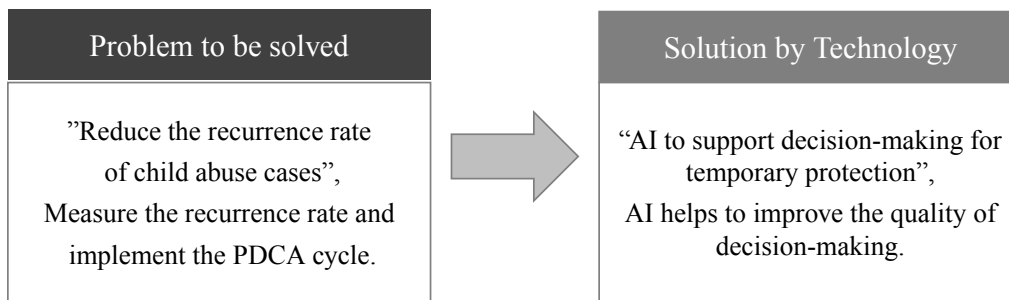 Problem to be solved
”Reduce the recurrence rate
of child abuse cases”,
Measure the recurrence rate and
implement the PDCA cycle.
Solution by Technology
“AI to support decision-making for
temporary protection”,
AI helps to improve the quality of
decision-making.